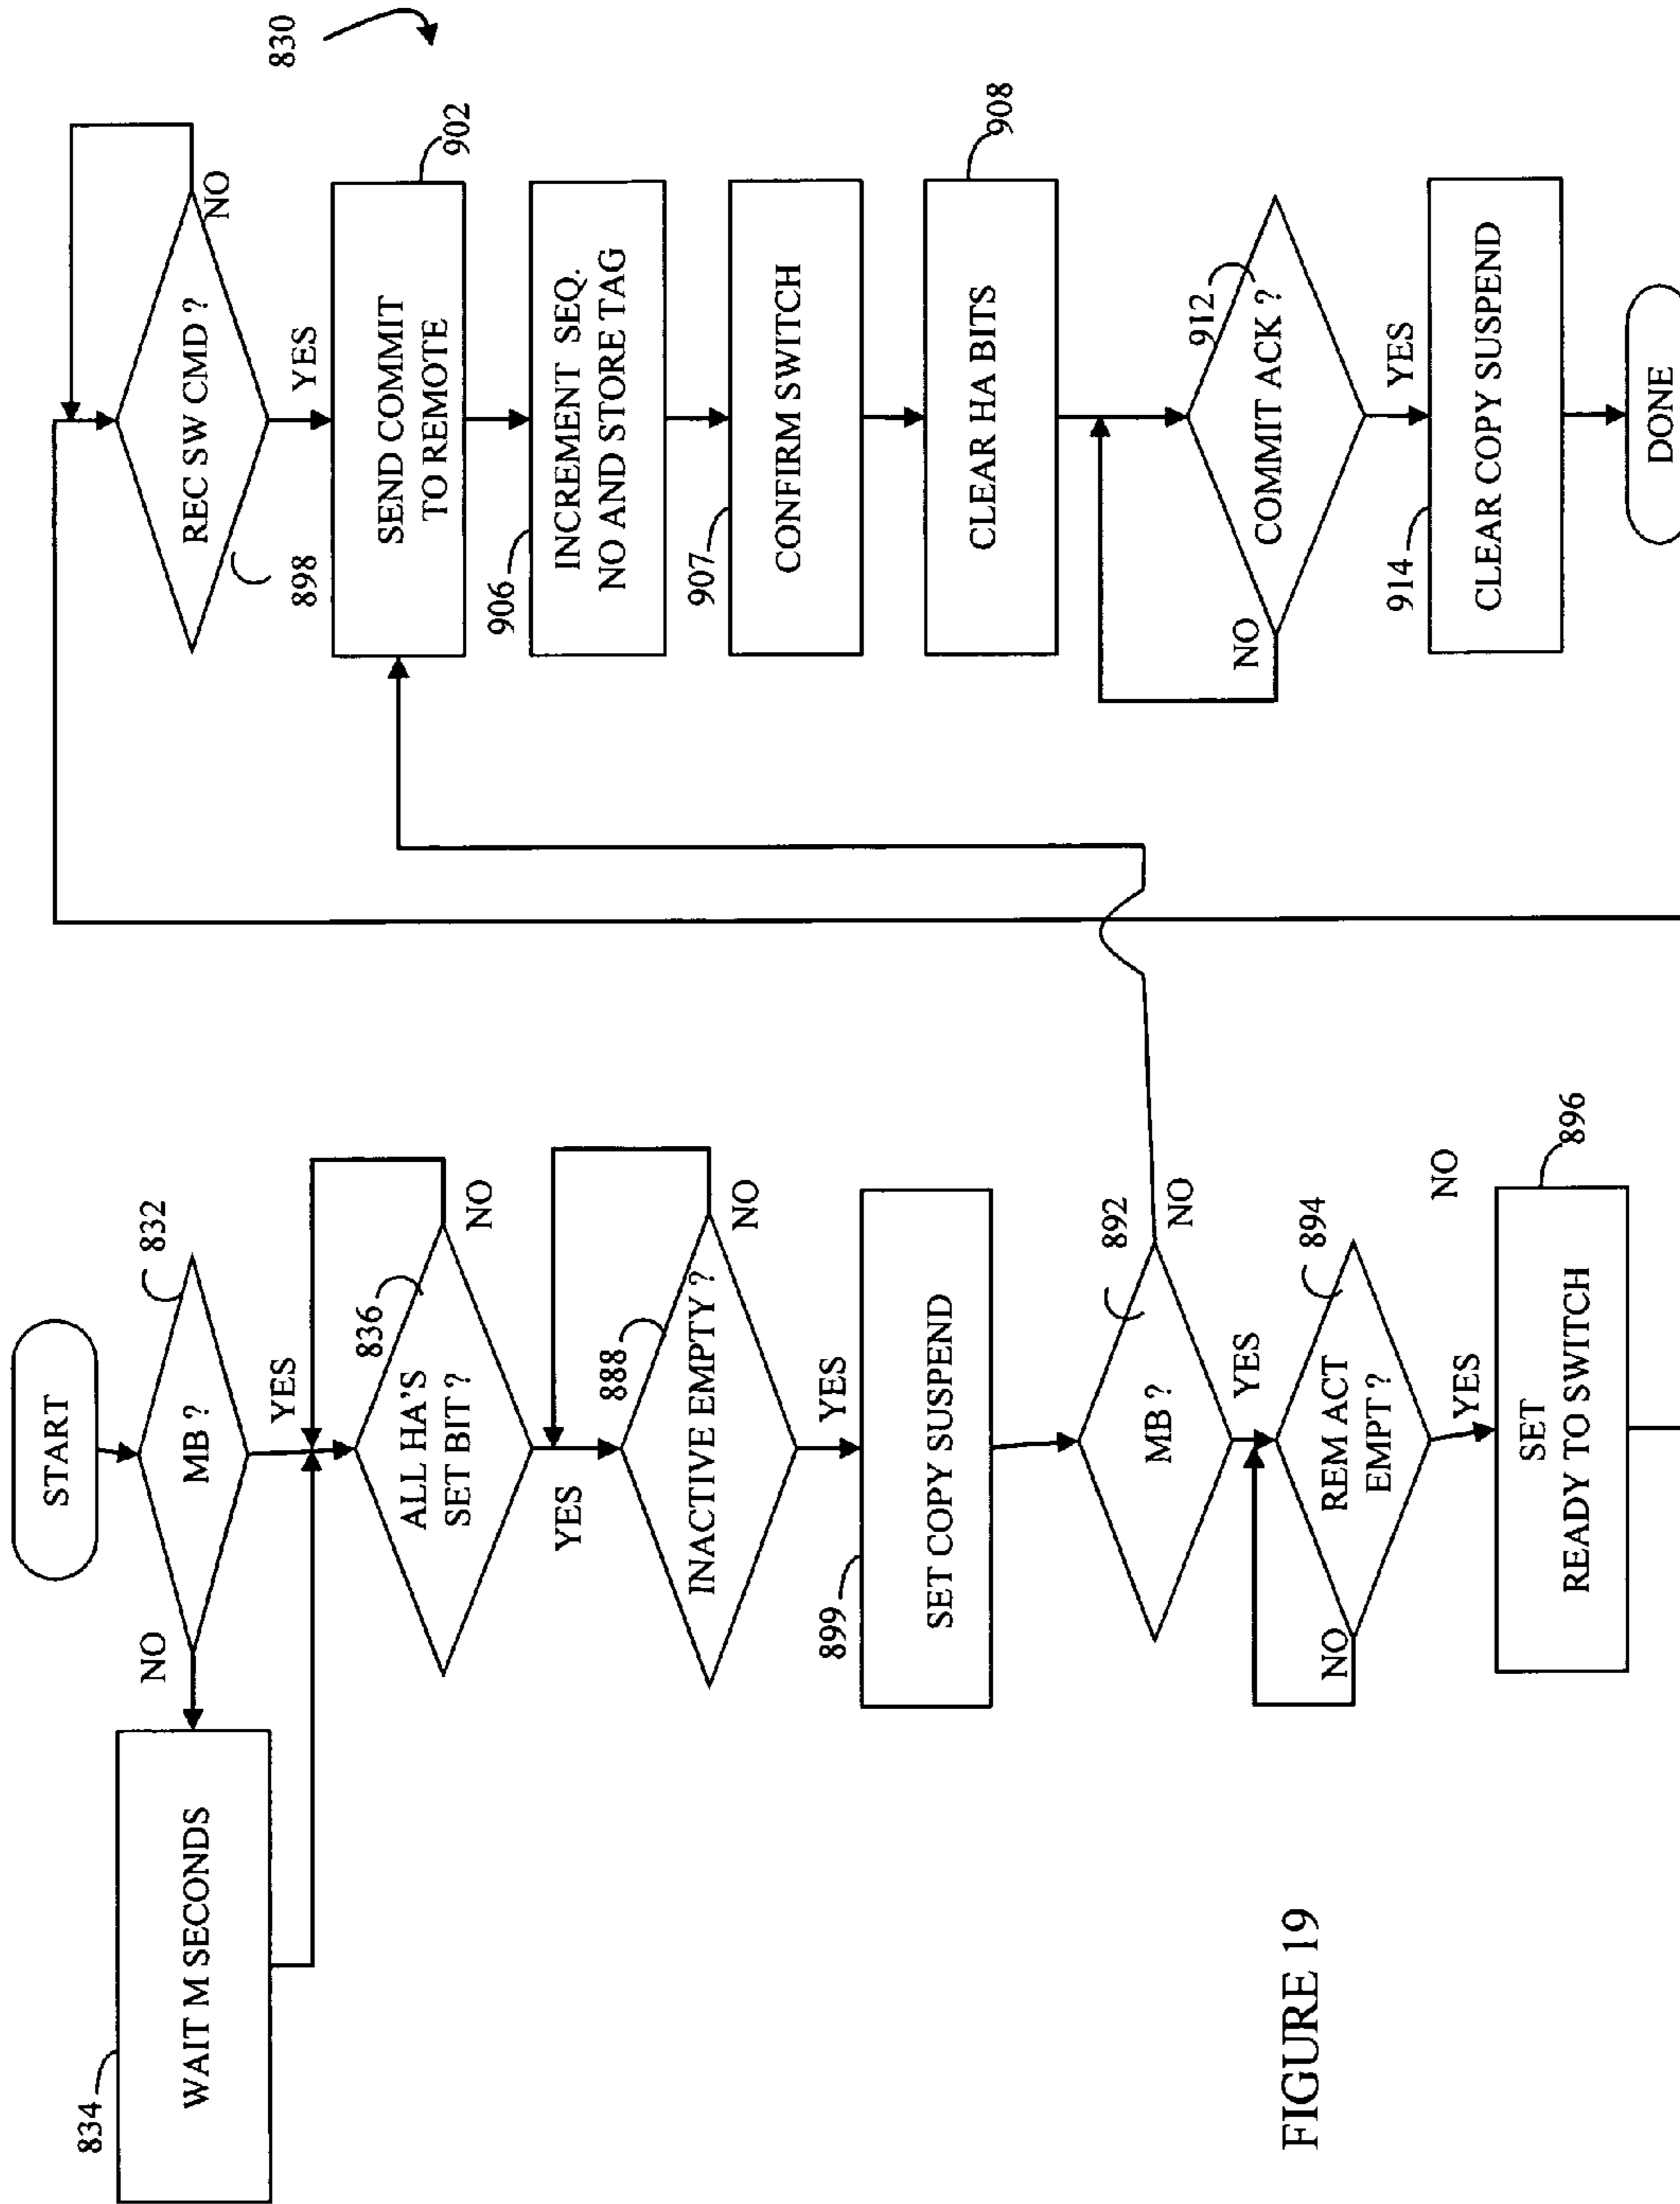 START
832
MB ?
NO
YES
834
WAIT M SECONDS
836
ALL HA'S
SET BIT ?
NO
YES
888
INACTIVE EMPTY ?
NO
YES
899
SET COPY SUSPEND
892
MB ?
NO
YES
894
REM ACT
EMPT ?
NO
NO
YES
896
SET
READY TO SWITCH
830
REC SW CMD ?
NO
898
YES
902
SEND COMMIT
TO REMOTE
906
INCREMENT SEQ.
NO AND STORE TAG
907
CONFIRM SWITCH
908
CLEAR HA BITS
912
COMMIT ACK ?
NO
YES
914
CLEAR COPY SUSPEND
DONE
FIGURE 19